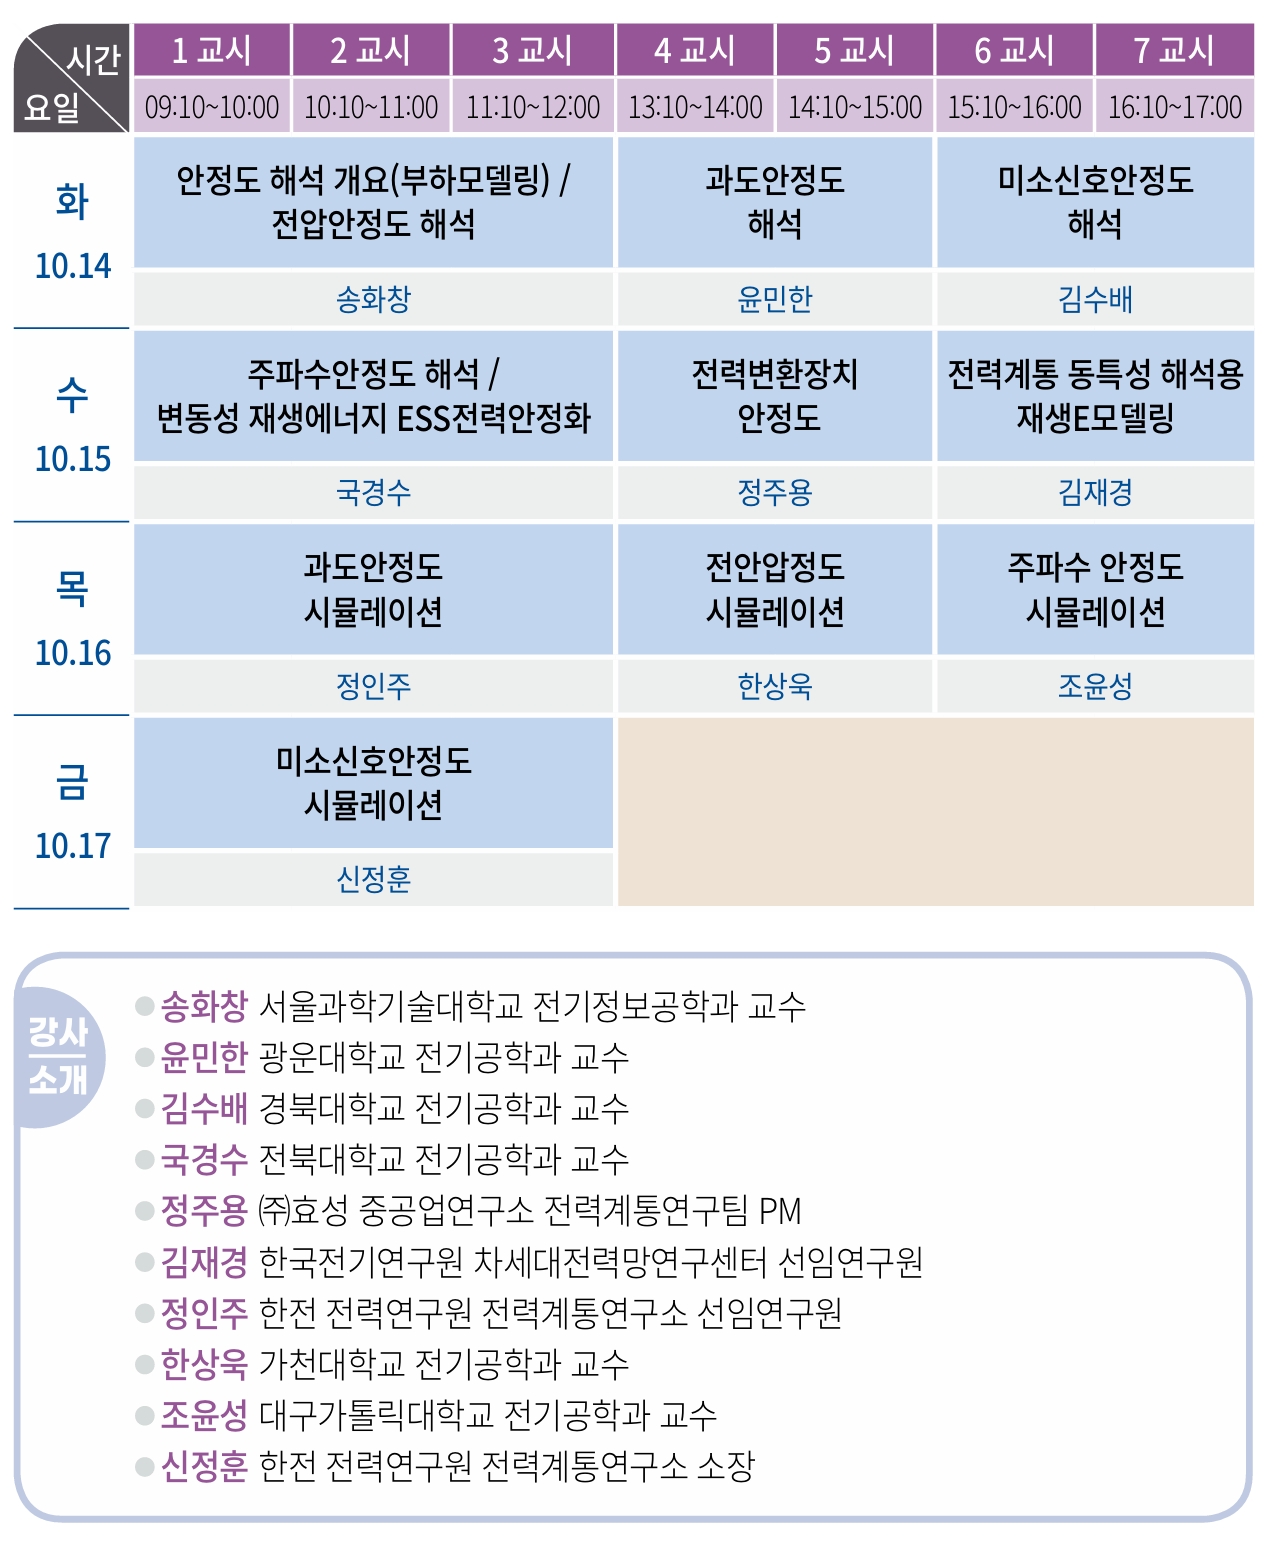 시간
요일
1 교시 2 교시 3 교시 4 교시 5 교시 6 교시 7 교시
09:10~10:00 10:10~11:00 11:10~12:00 13:10~14:00 14:10~15:00 15:10~16:00 16:10~17:00
화
10.14
안정도 해석 개요(부하모델링) /
전압안정도 해석
송화창
과도안정도
해석
윤민한
미소신호안정도
해석
김수배
수
10.15
주파수안정도 해석 /
변동성 재생에너지 ESS전력안정화
국경수
전력변환장치
안정도
정주용
전력계통 동특성 해석용
재생E모델링
김재경
목
10.16
과도안정도
시뮬레이션
정인주
전안압정도
시뮬레이션
한상욱
주파수 안정도
시뮬레이션
조윤성
금
10.17
미소신호안정도
시뮬레이션
신정훈
강사
소개
송화창 서울과학기술대학교 전기정보공학과 교수
윤민한 광운대학교 전기공학과 교수
김수배 경북대학교 전기공학과 교수
국경수 전북대학교 전기공학과 교수
정주용 ㈜효성 중공업연구소 전력계통연구팀 PM
김재경 한국전기연구원 차세대전력망연구센터 선임연구원
정인주 한전 전력연구원 전력계통연구소 선임연구원
한상욱 가천대학교 전기공학과 교수
조윤성 대구가톨릭대학교 전기공학과 교수
신정훈 한전 전력연구원 전력계통연구소 소장